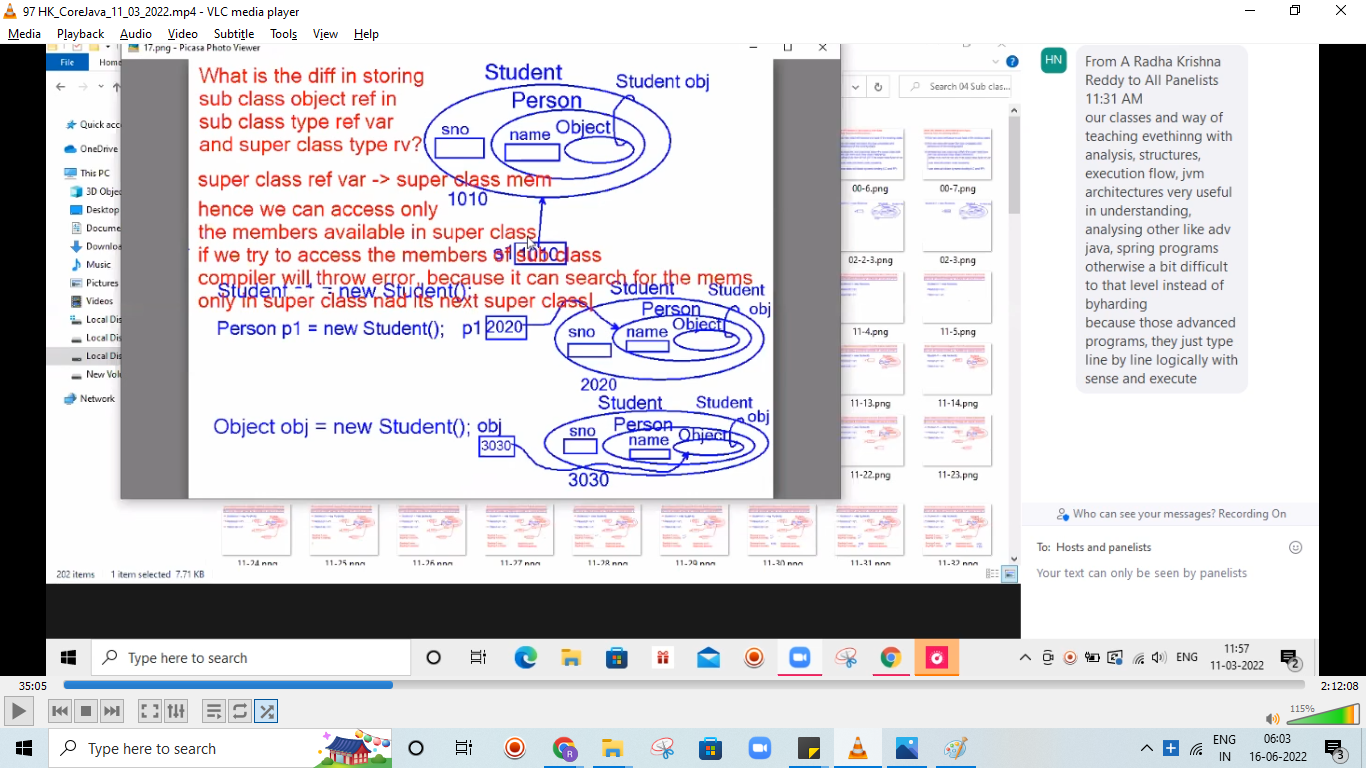 97 HK_CoreJava_11_03_2022.mp4 - VLC media player
Media Playback Audio Video Subtitle Tools View Help
17.png - Picasa Photo Viewer
File Home
Search 04 Sub clas...
Quick acc
OneDrive
This PC
3D Objec
Desktop
Docume
Downloa
Music
Pictures
Videos
Local Dis
Local Dis
Local Dis
New Volu
Network
What is the diff in storing
sub class object ref in
sub class type ref var
and super class type rv?
Student
Student obj
Person
sno
name
Object
super class ref var -> super class mem
1010
hence we can access only
the members available in super class
s1 1010
if we try to access the members of sub class
compiler will throw error, because it can search for the mems
only in super class nad its next super class
Student = new Student();
Stduent
Student
obj
Person
Object
sno
name
Person p1 = new Student(); p1 2020
2020
Student
Student
obj
Person
Object
sno
name
Object obj = new Student(); obj
3030
3030
00-6.png 00-7.png
02-2-3.png 02-3.png
11-4.png 11-5.png
11-13.png 11-14.png
11-22.png 11-23.png
11-24.png 11-25.png 11-26.png 11-27.png 11-28.png 11-29.png 11-30.png 11-31.png 11-32.png
202 items 1 item selected 7.71 KB
HN
From A Radha Krishna
Reddy to All Panelists
11:31 AM
our classes and way of
teaching evethinng with
analysis, structures,
execution flow, jvm
architectures very useful
in understanding,
analysing other like adv
java, spring programs
otherwise a bit difficult
to that level instead of
byharding
because those advanced
programs, they just type
line by line logically with
sense and execute
Who can see your messages? Recording On
To: Hosts and panelists
Your text can only be seen by panelists
Type here to search
ENG
11:57
11-03-2022
2
35:05
2:12:08
115%
Type here to search
R
ENG
IN
06:03
16-06-2022
3